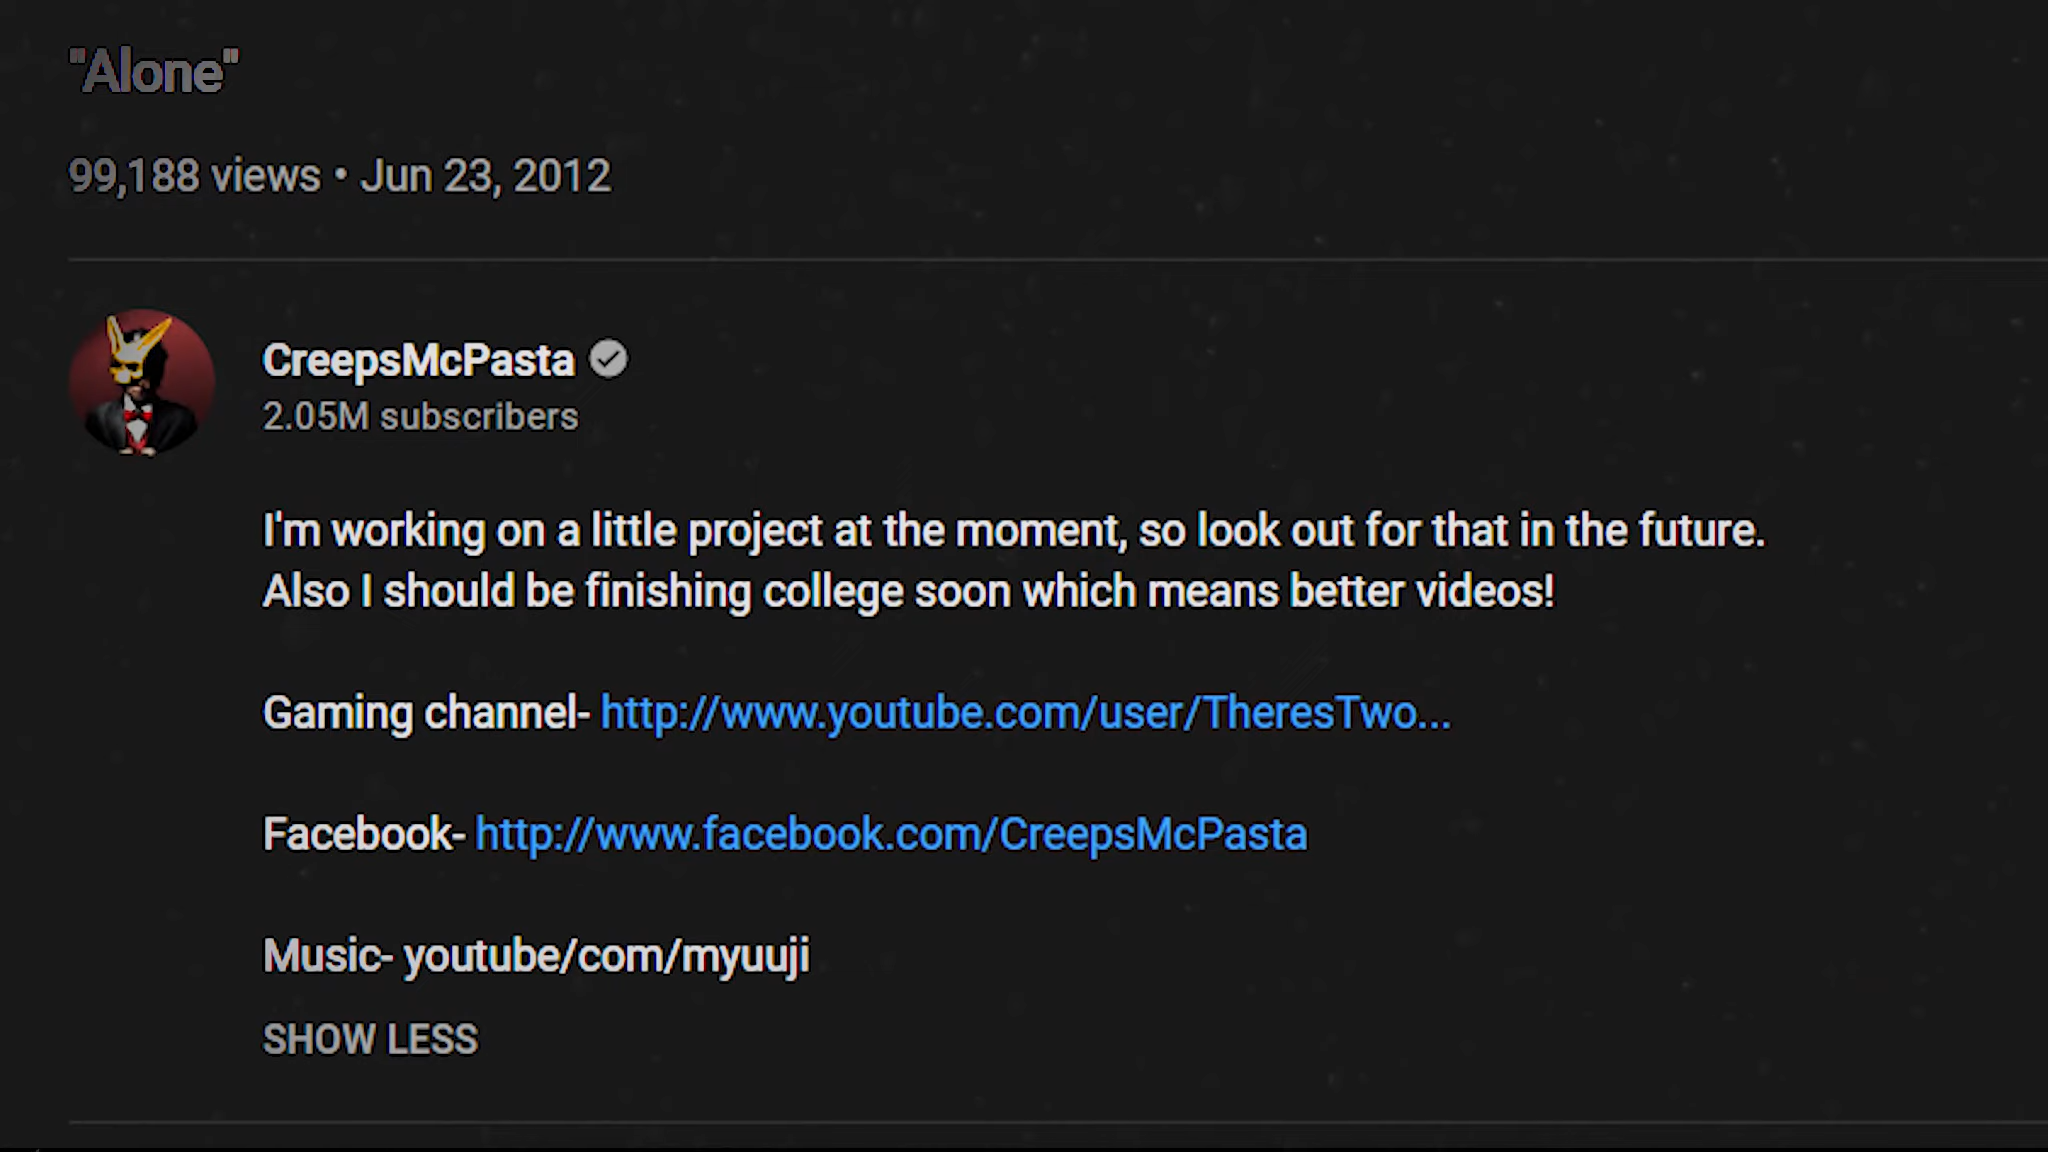 "Alone"
99,188 views • Jun 23, 2012
CreepsMcPasta
2.05M subscribers
I'm working on a little project at the moment, so look out for that in the future.
Also I should be finishing college soon which means better videos!
Gaming channel- http://www.youtube.com/user/TheresTwo...
Facebook- http://www.facebook.com/CreepsMcPasta
Music- youtube/com/myuuji
SHOW LESS